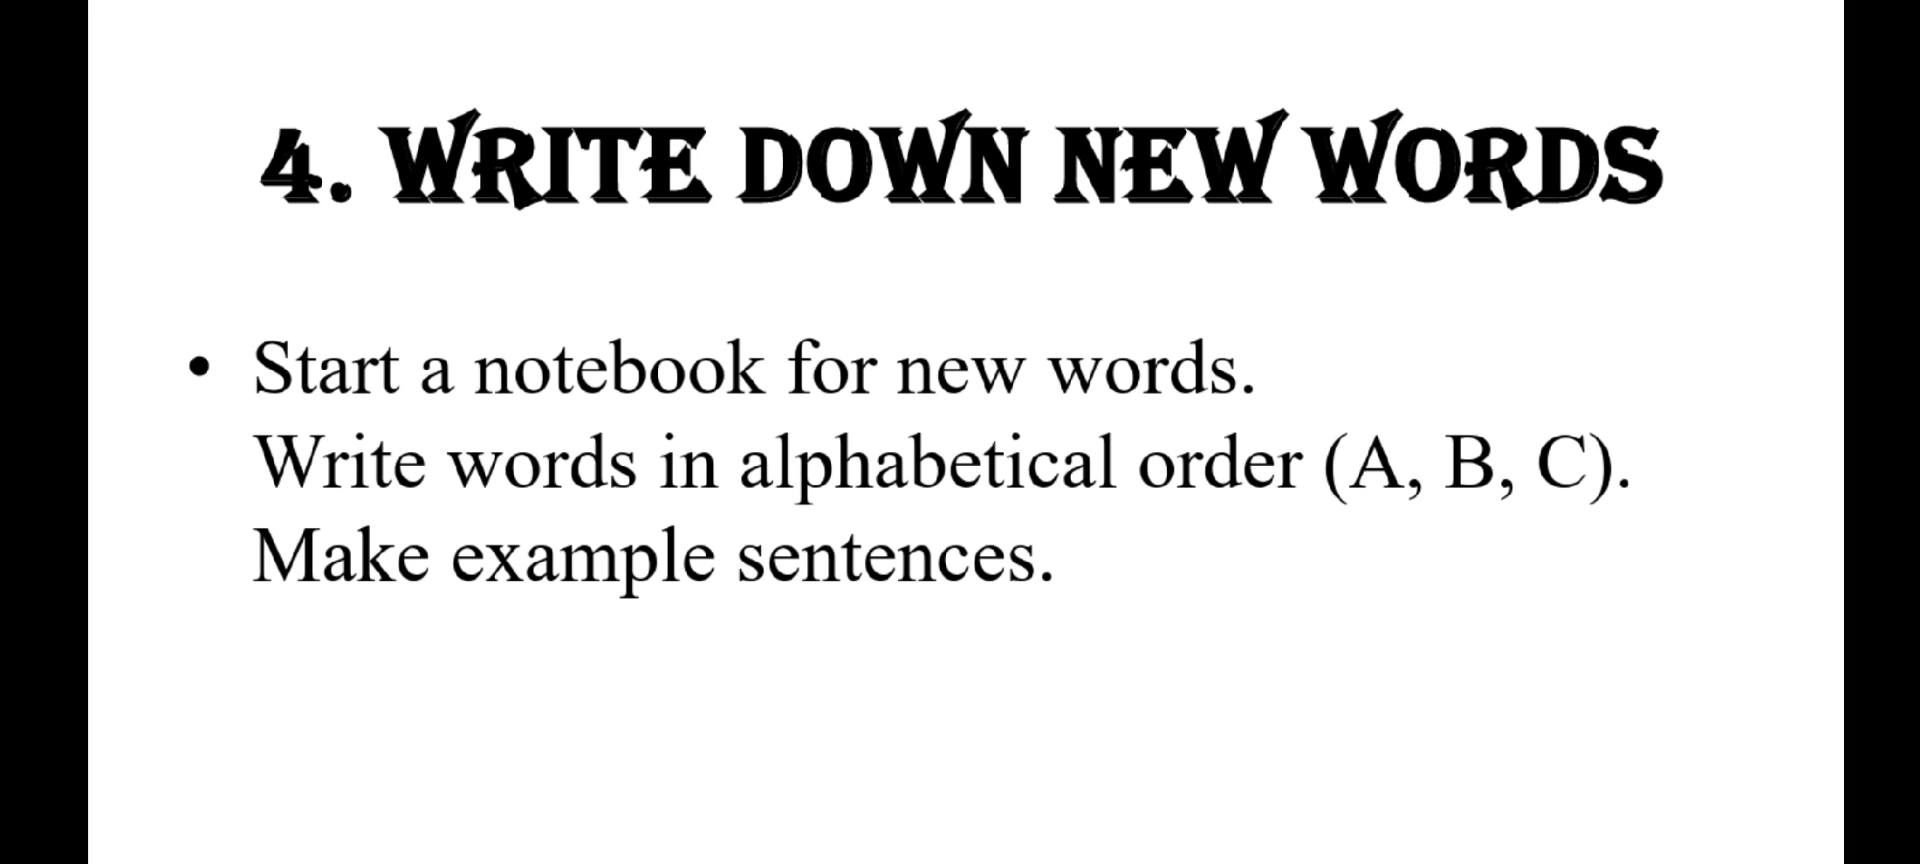 4. WRITE DOWN NEW WORDS
• Start a notebook for new words.
Write words in alphabetical order (A, B, C).
Make example sentences.